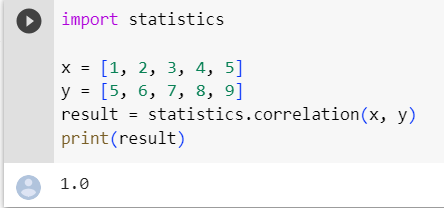 import statistics
x = [1, 2, 3, 4, 5]
y = [5, 6, 7, 8, 9]
result = statistics.correlation(x, y)
print(result)
1.0